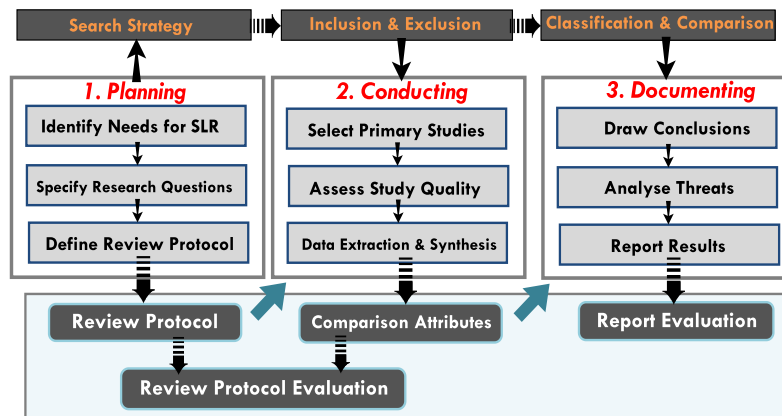 Search Strategy
Inclusion & Exclusion
Classification & Comparison
1. Planning
Identify Needs for SLR
Specify Research Questions
Define Review Protocol
2. Conducting
Select Primary Studies
Assess Study Quality
Data Extraction & Synthesis
3. Documenting
Draw Conclusions
Analyse Threats
Report Results
Review Protocol
Comparison Attributes
Report Evaluation
Review Protocol Evaluation